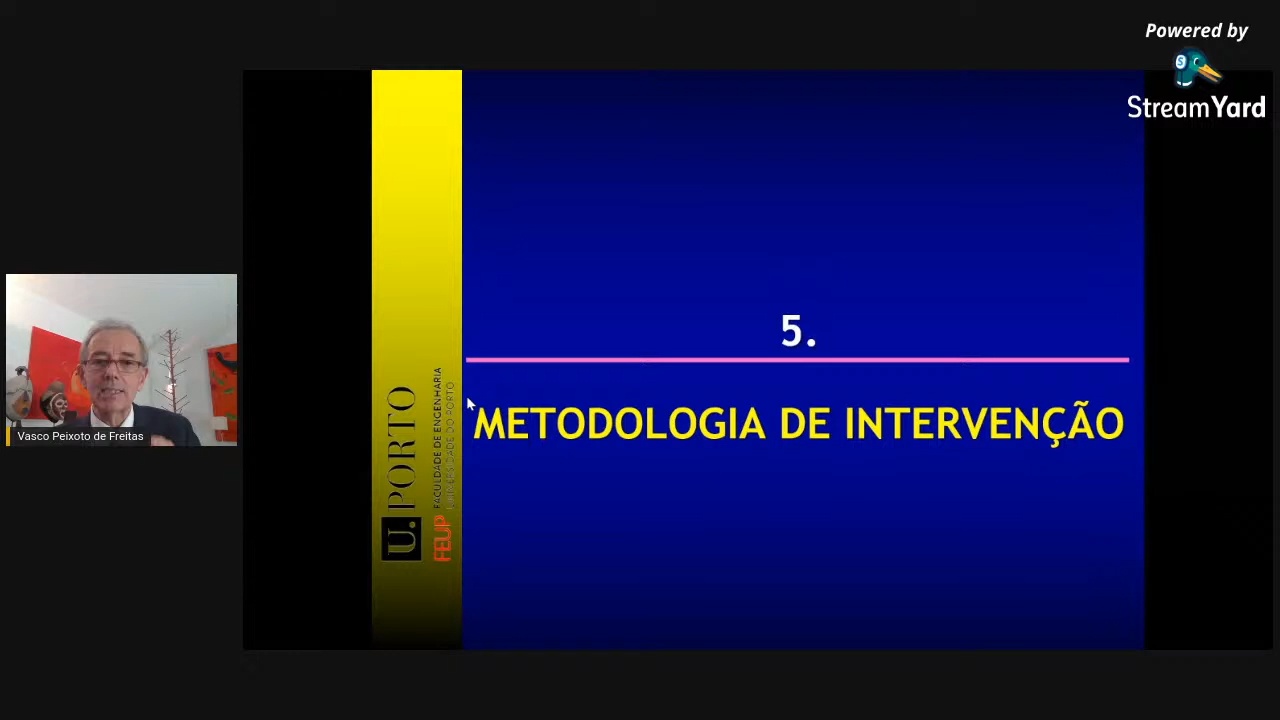 Powered by
StreamYard
5.
METODOLOGIA DE INTERVENÇÃO
U.PORTO
FEUP FACULDADE DE ENGENHARIA
UNIVERSIDADE DO PORTO
Vasco Peixoto de Freitas